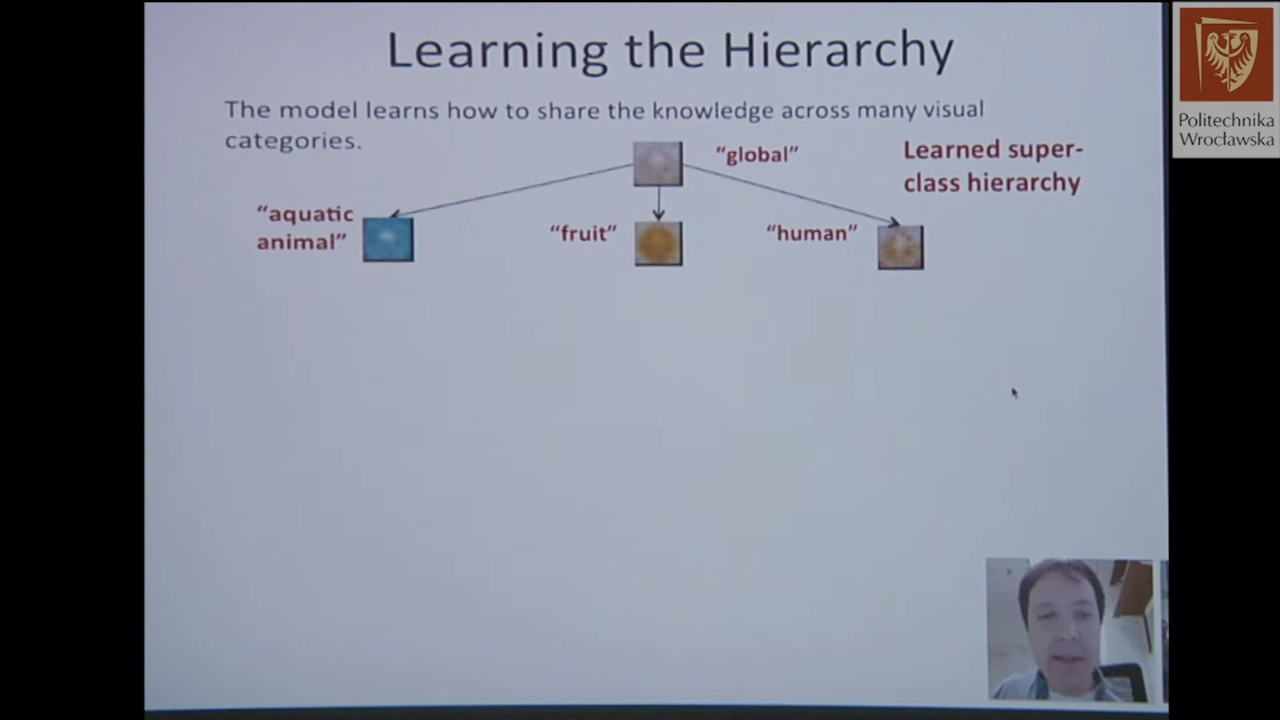 Learning the Hierarchy
The model learns how to share the knowledge across many visual
categories.
“global”
Learned super-
class hierarchy
“aquatic
animal”
“fruit”
“human”
Politechnika
Wrocławska